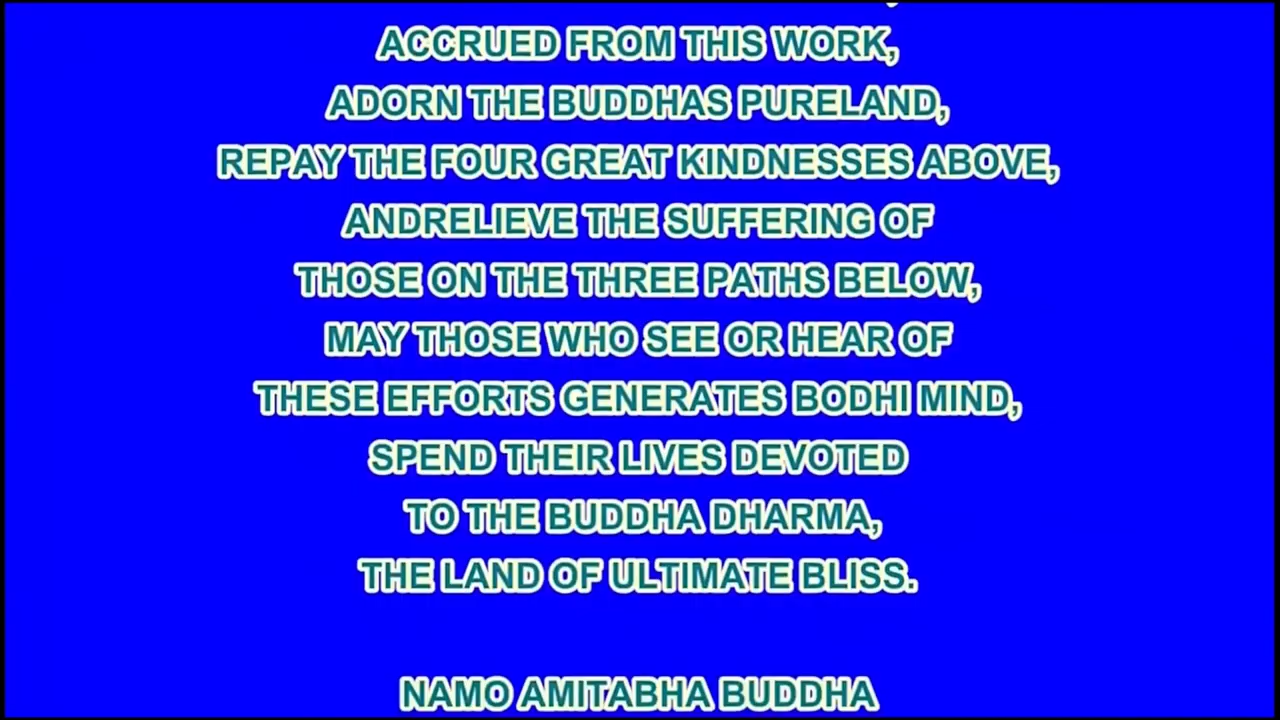 ACCRUED FROM THIS WORK,
ADORN THE BUDDHAS PURELAND,
REPAY THE FOUR GREAT KINDNESSES ABOVE,
ANDRELIEVE THE SUFFERING OF
THOSE ON THE THREE PATHS BELOW,
MAY THOSE WHO SEE OR HEAR OF
THESE EFFORTS GENERATES BODHI MIND,
SPEND THEIR LIVES DEVOTED
TO THE BUDDHA DHARMA,
THE LAND OF ULTIMATE BLISS.
NAMO AMITABHA BUDDHA